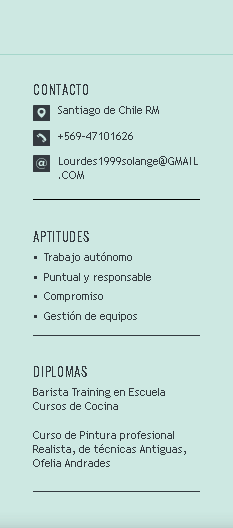 CONTACTO
Santiago de Chile RM
+569-47101626
Lourdes1999solange@GMAIL
.COM
APTITUDES
• Trabajo autónomo
• Puntual y responsable
• Compromiso
• Gestión de equipos
DIPLOMAS
Barista Training en Escuela
Cursos de Cocina
Curso de Pintura profesional
Realista, de técnicas Antiguas,
Ofelia Andrades